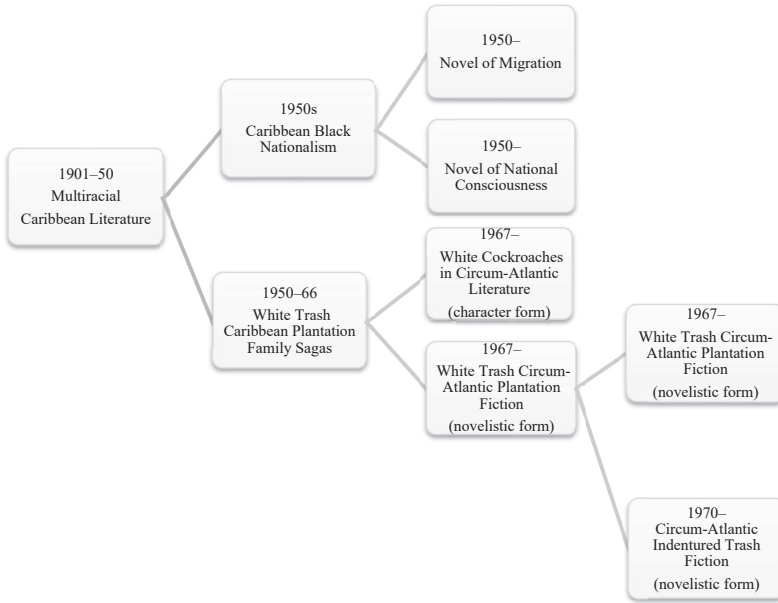 1901–50
Multiracial
Caribbean Literature
1950s
Caribbean Black
Nationalism
1950–66
White Trash
Caribbean Plantation
Family Sagas
1950–
Novel of Migration
1950–
Novel of National
Consciousness
1967–
White Cockroaches
in Circum-Atlantic
Literature
(character form)
1967–
White Trash Circum-
Atlantic Plantation
Fiction
(novelistic form)
1967–
White Trash Circum-
Atlantic Plantation
Fiction
(novelistic form)
1970–
Circum-Atlantic
Indentured Trash
Fiction
(novelistic form)